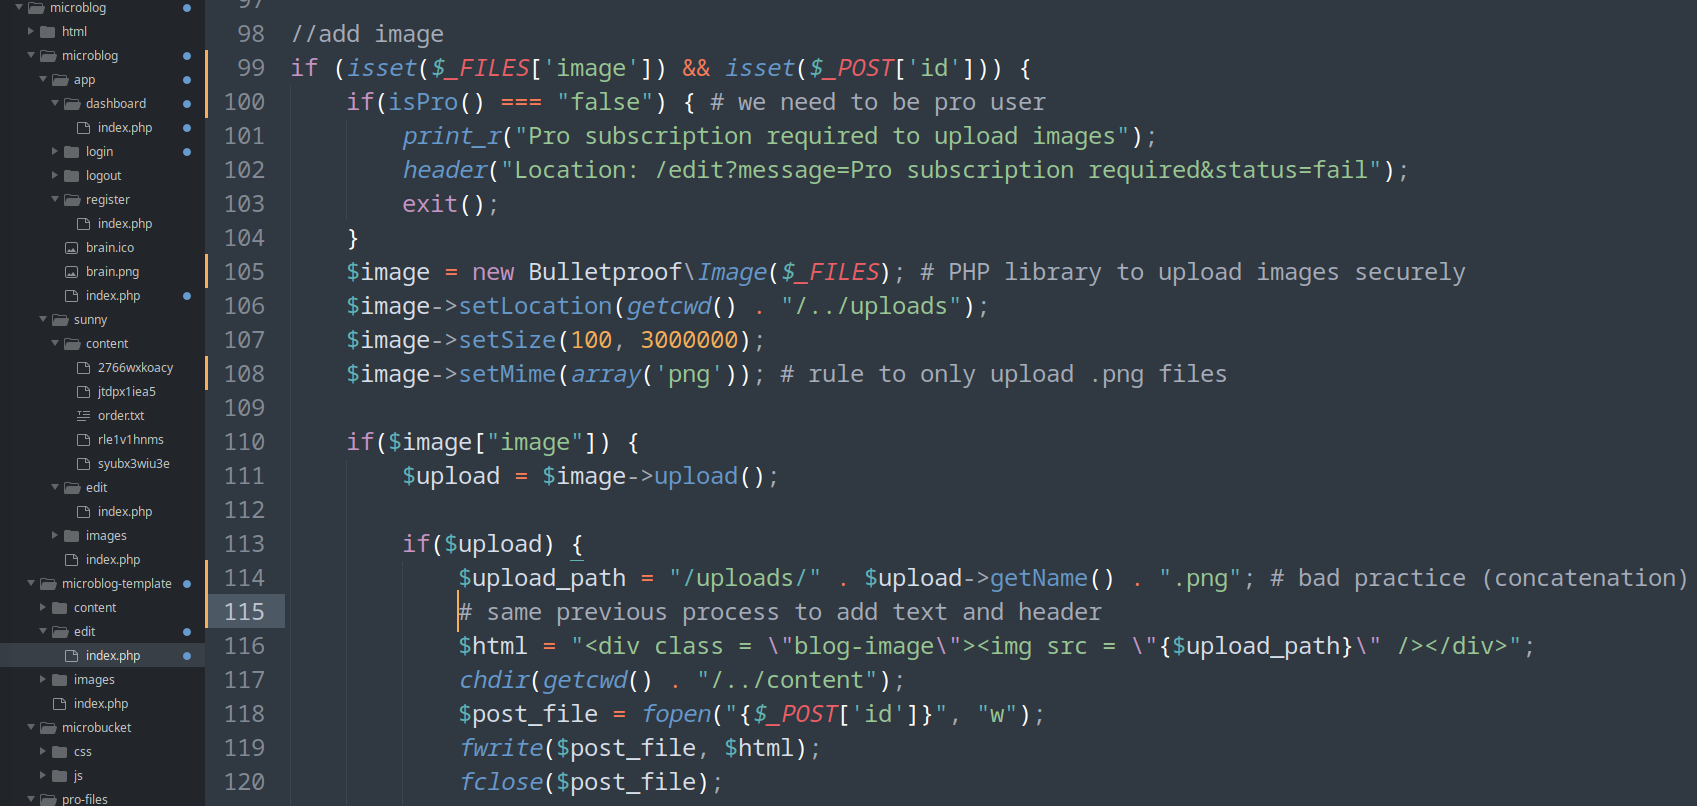 microblog
html
microblog
app
dashboard
index.php
login
logout
register
index.php
brain.ico
brain.png
index.php
sunny
content
2766wxkoacy
jtdpx1iea5
order.txt
rle1v1hnms
syubx3wiu3e
edit
index.php
images
index.php
microblog-template
content
edit
index.php
images
index.php
microbucket
css
js
pro-files
97
98 //add image
99 if (isset($_FILES['image']) && isset($_POST['id'])) {
100 if(isPro() === "false") { # we need to be pro user
101 print_r("Pro subscription required to upload images");
102 header("Location: /edit?message=Pro subscription required&status=fail");
103 exit();
104 }
105 $image = new Bulletproof\Image($_FILES); # PHP library to upload images securely
106 $image->setLocation(getcwd() . "/../uploads");
107 $image->setSize(100, 3000000);
108 $image->setMime(array('png')); # rule to only upload .png files
109
110 if($image["image"]) {
111 $upload = $image->upload();
112
113 if($upload) {
114 $upload_path = "/uploads/" . $upload->getName() . ".png"; # bad practice (concatenation)
115 # same previous process to add text and header
116 $html = "<div class = \"blog-image\"><img src = \"{$upload_path}\" /></div>";
117 chdir(getcwd() . "/../content");
118 $post_file = fopen("{$_POST['id']}", "w");
119 fwrite($post_file, $html);
120 fclose($post_file);